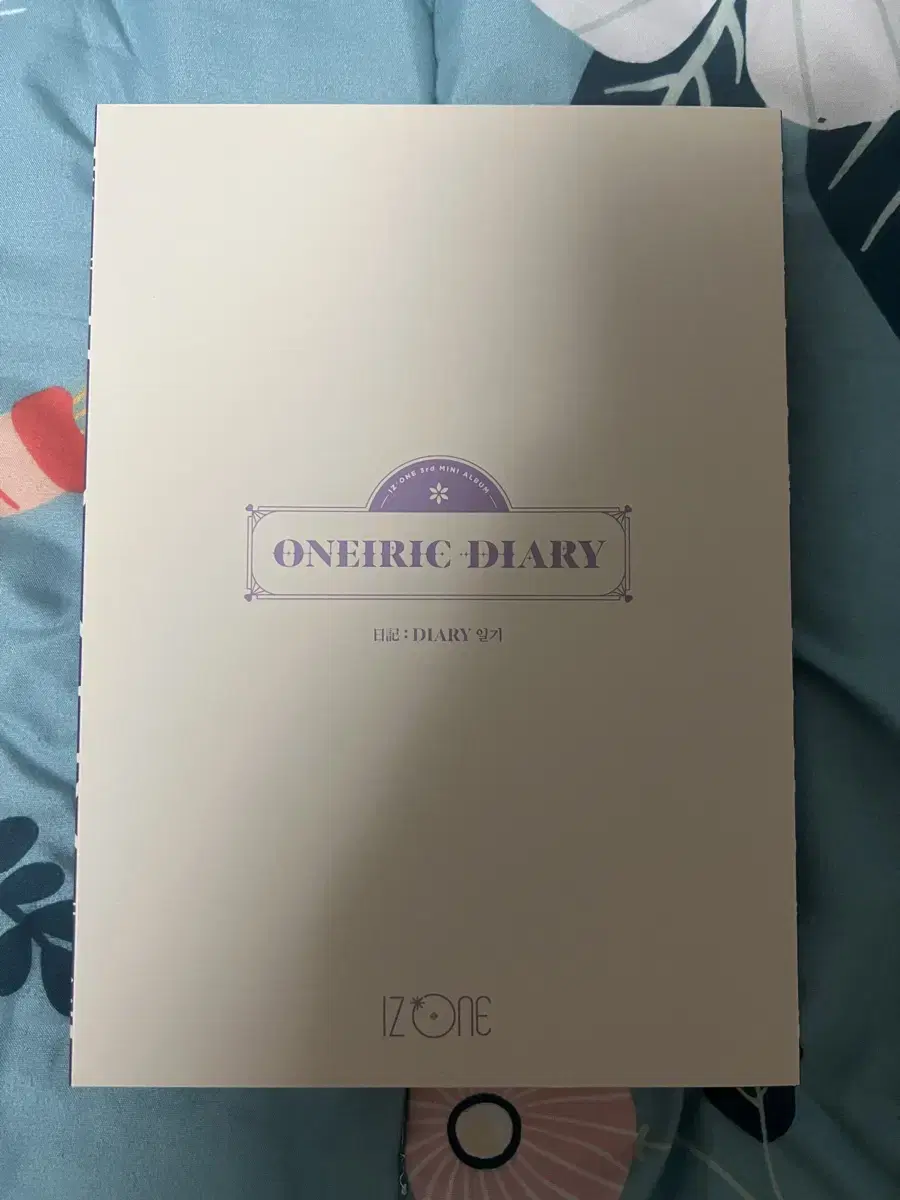 IZ*ONE 3rd MINI ALBUM
ONEIRIC DIARY
日記 : DIARY 일기
IZ*ONE